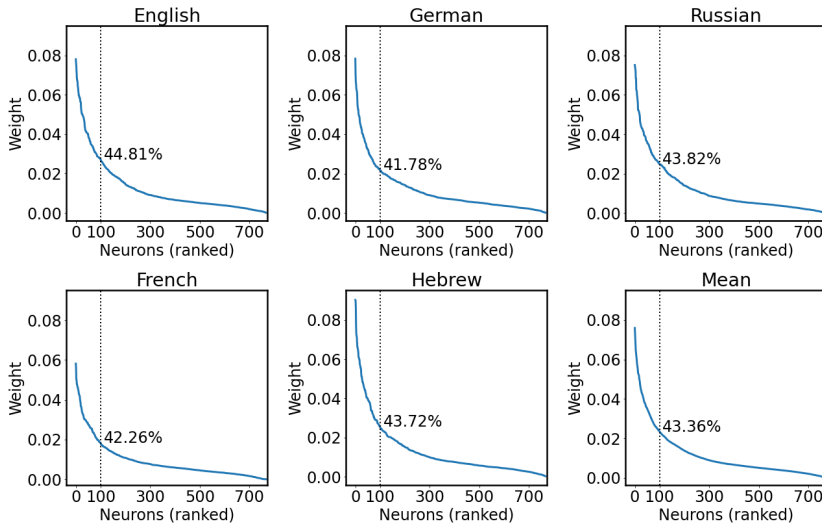 English
German
Russian
0.08
0.06
0.04
0.02
0.00
Weight
44.81%
0 100 300 500 700
Neurons (ranked)
0.08
0.06
0.04
0.02
0.00
Weight
41.78%
0 100 300 500 700
Neurons (ranked)
0.08
0.06
0.04
0.02
0.00
Weight
43.82%
0 100 300 500 700
Neurons (ranked)
French
Hebrew
Mean
0.08
0.06
0.04
0.02
0.00
Weight
42.26%
0 100 300 500 700
Neurons (ranked)
0.08
0.06
0.04
0.02
0.00
Weight
43.72%
0 100 300 500 700
Neurons (ranked)
0.08
0.06
0.04
0.02
0.00
Weight
43.36%
0 100 300 500 700
Neurons (ranked)